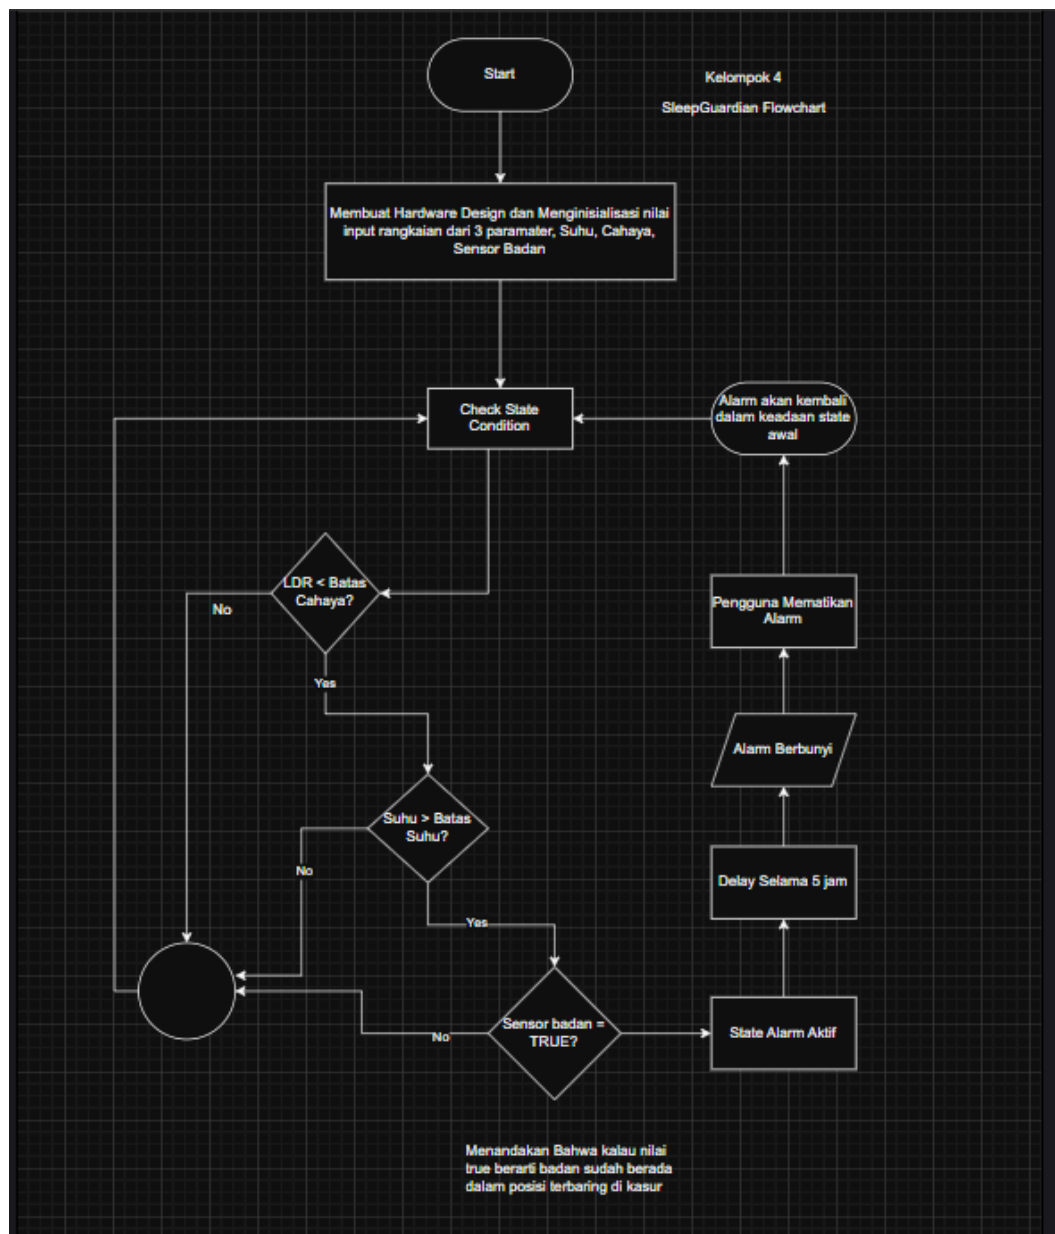 Start
Kelompok 4
SleepGuardian Flowchart
Membuat Hardware Design dan Menginisialisasi nilai
input rangkaian dari 3 paramater, Suhu, Cahaya,
Sensor Badan
Check State
Condition
Alarm akan kembali
dalam keadaan state
awal
LDR < Batas
Cahaya?
No
Yes
Pengguna Mematikan
Alarm
Alarm Berbunyi
Suhu > Batas
Suhu?
No
Yes
Delay Selama 5 jam
Sensor badan =
TRUE?
No
State Alarm Aktif
Menandakan Bahwa kalau nilai
true berarti badan sudah berada
dalam posisi terbaring di kasur